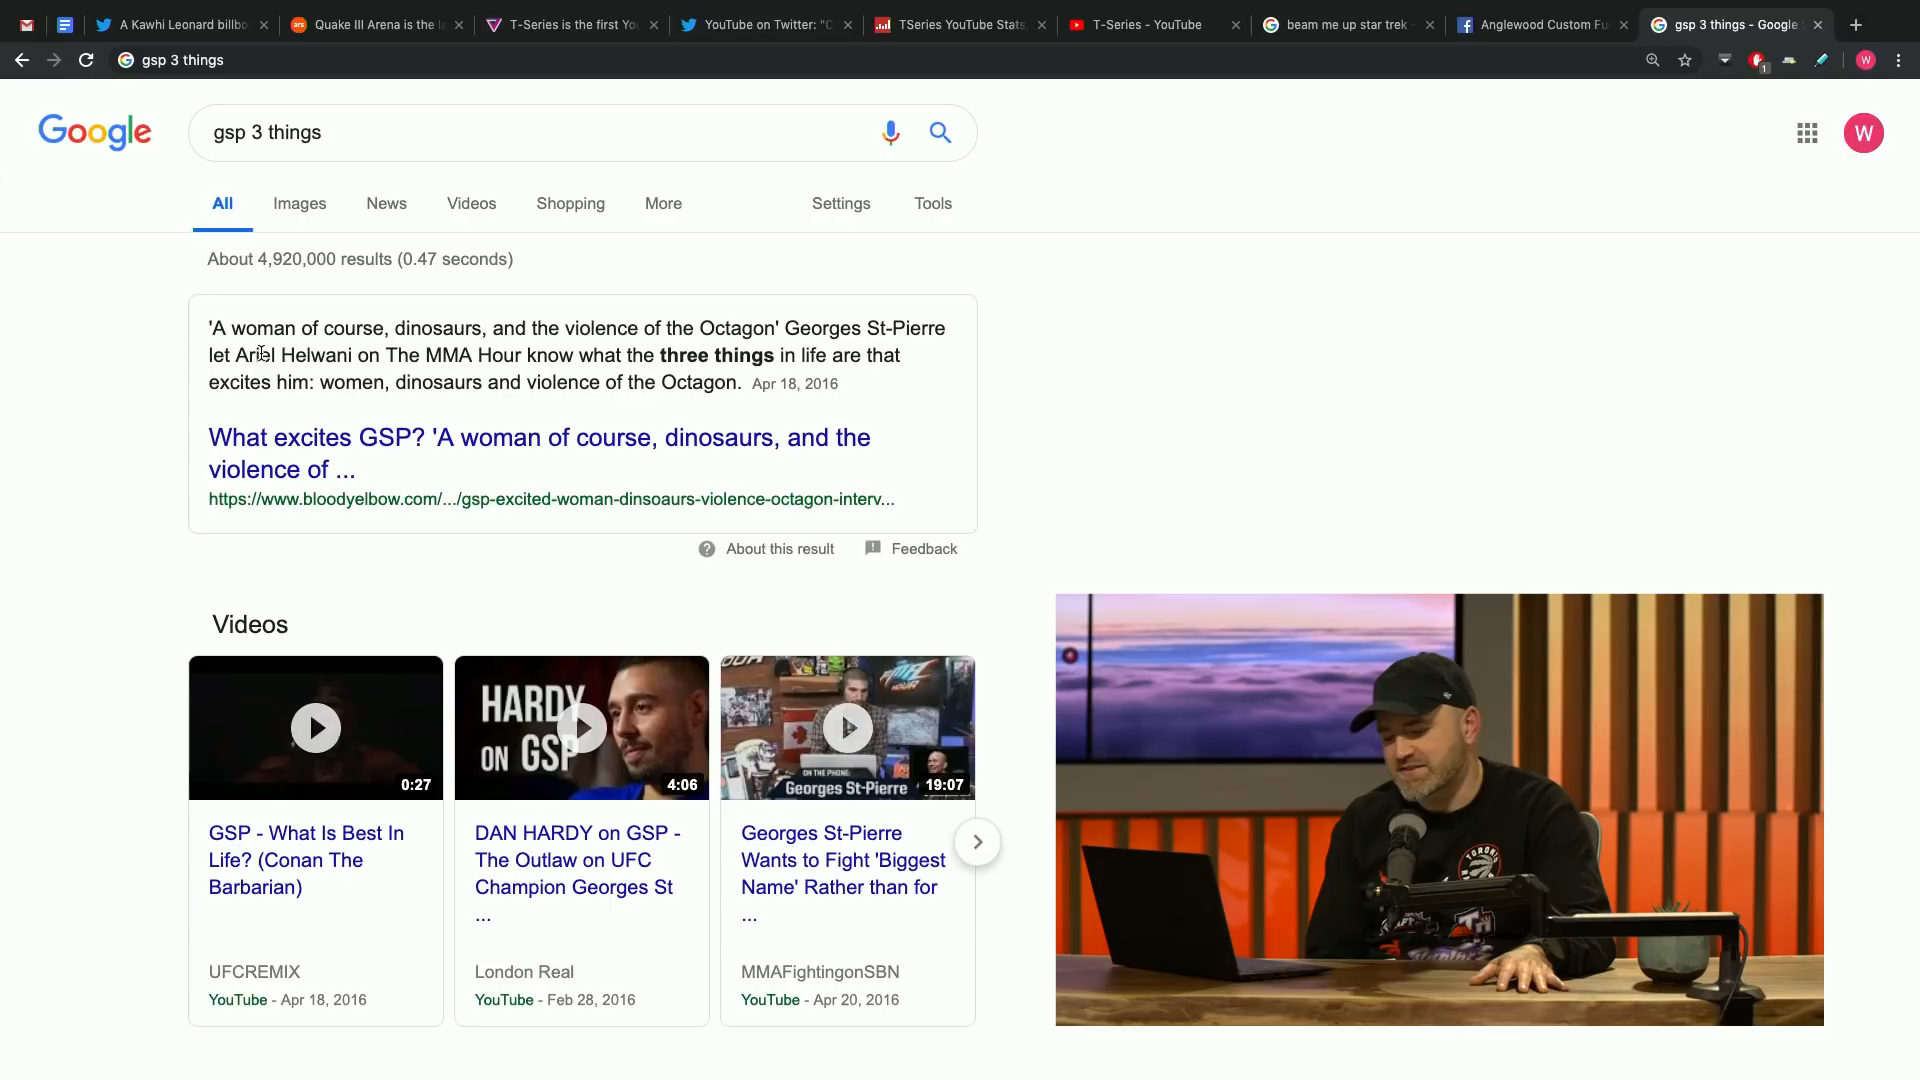 A Kawhi Leonard billbo
Quake III Arena is the la
T-Series is the first Yo
YouTube on Twitter: "C
TSeries YouTube Stats,
T-Series - YouTube
beam me up star trek -
Anglewood Custom Fu
gsp 3 things - Google
gsp 3 things
1
W
Google
gsp 3 things
W
All
Images
News
Videos
Shopping
More
Settings
Tools
About 4,920,000 results (0.47 seconds)
'A woman of course, dinosaurs, and the violence of the Octagon' Georges St-Pierre
let Ariel Helwani on The MMA Hour know what the three things in life are that
excites him: women, dinosaurs and violence of the Octagon. Apr 18, 2016
What excites GSP? 'A woman of course, dinosaurs, and the
violence of ...
https://www.bloodyelbow.com/.../gsp-excited-woman-dinsoaurs-violence-octagon-interv...
About this result
Feedback
Videos
0:27
GSP - What Is Best In
Life? (Conan The
Barbarian)
UFCREMIX
YouTube - Apr 18, 2016
HARDY
ON GSP
4:06
DAN HARDY on GSP -
The Outlaw on UFC
Champion Georges St
...
London Real
YouTube - Feb 28, 2016
HOUR
ON THE PHONE:
Georges St-Pierre
19:07
Georges St-Pierre
Wants to Fight 'Biggest
Name' Rather than for
...
MMAFightingonSBN
YouTube - Apr 20, 2016
TORONTO